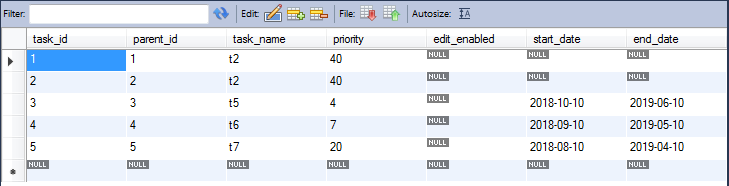 Filter: Edit: File: Autosize:
task_id parent_id task_name priority edit_enabled start_date end_date
1 1 t2 40 NULL NULL NULL
2 2 t2 40 NULL NULL NULL
3 3 t5 4 NULL 2018-10-10 2019-06-10
4 4 t6 7 NULL 2018-09-10 2019-05-10
5 5 t7 20 NULL 2018-08-10 2019-04-10
NULL NULL NULL NULL NULL NULL NULL